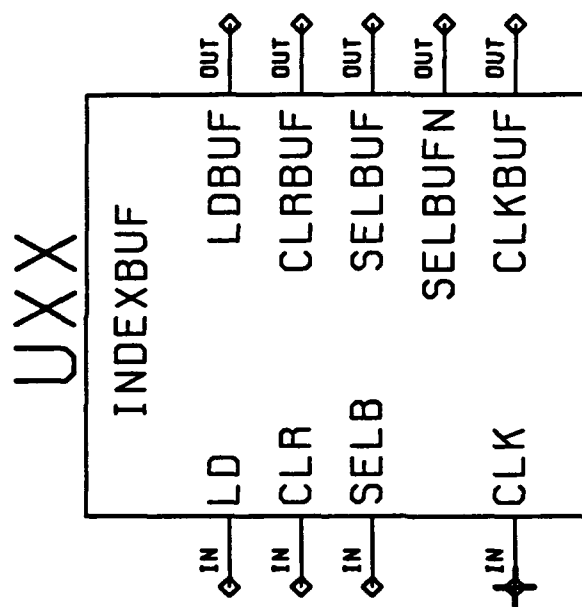 UXX
INDEXBUF
IN LD LDBUF OUT
IN CLR CLRBUF OUT
IN SELB SELBUF OUT
SELBUFN OUT
IN CLK CLKBUF OUT